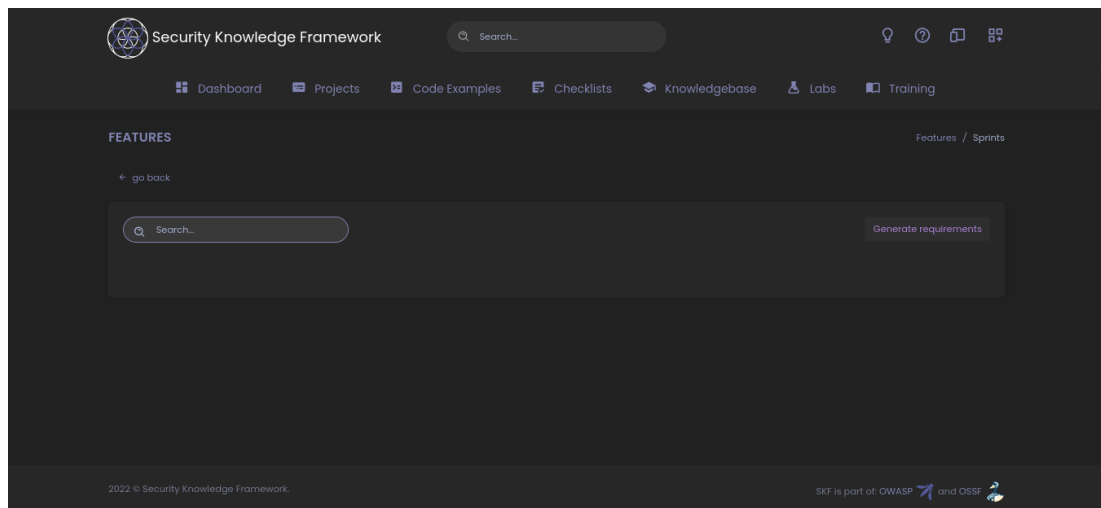 Security Knowledge Framework
Search...
Dashboard Projects Code Examples Checklists Knowledgebase Labs Training
FEATURES
Features / Sprints
← go back
Search...
Generate requirements
2022 © Security Knowledge Framework.
SKF is part of: OWASP and OSSF